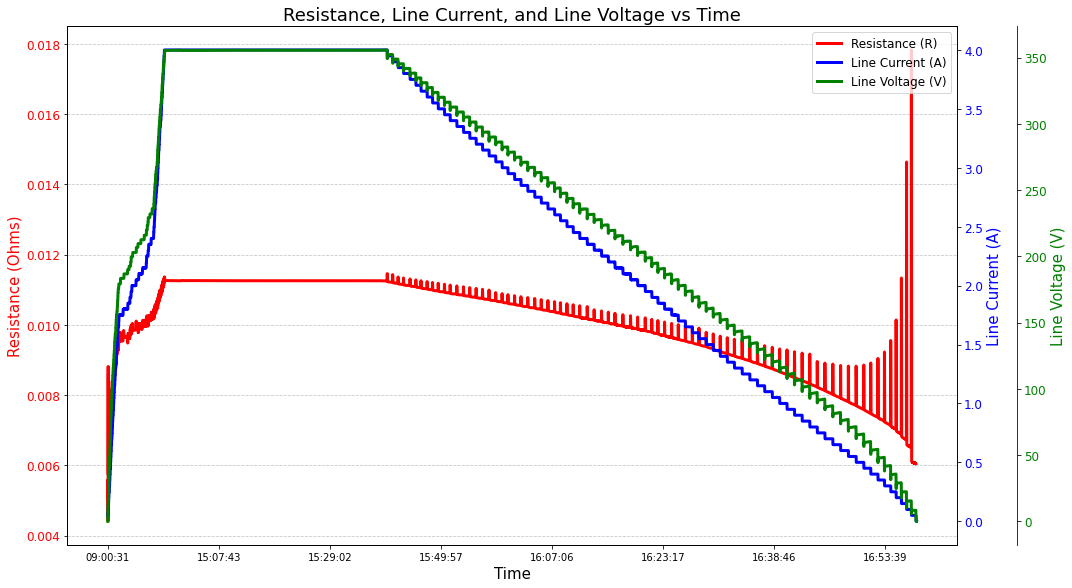 Resistance, Line Current, and Line Voltage vs Time
Resistance (R)
Line Current (A)
Line Voltage (V)
0.018
0.016
0.014
0.012
0.010
0.008
0.006
0.004
Resistance (Ohms)
4.0
3.5
3.0
2.5
2.0
1.5
1.0
0.5
0.0
Line Current (A)
350
300
250
200
150
100
50
0
Line Voltage (V)
09:00:31 15:07:43 15:29:02 15:49:57 16:07:06 16:23:17 16:38:46 16:53:39
Time